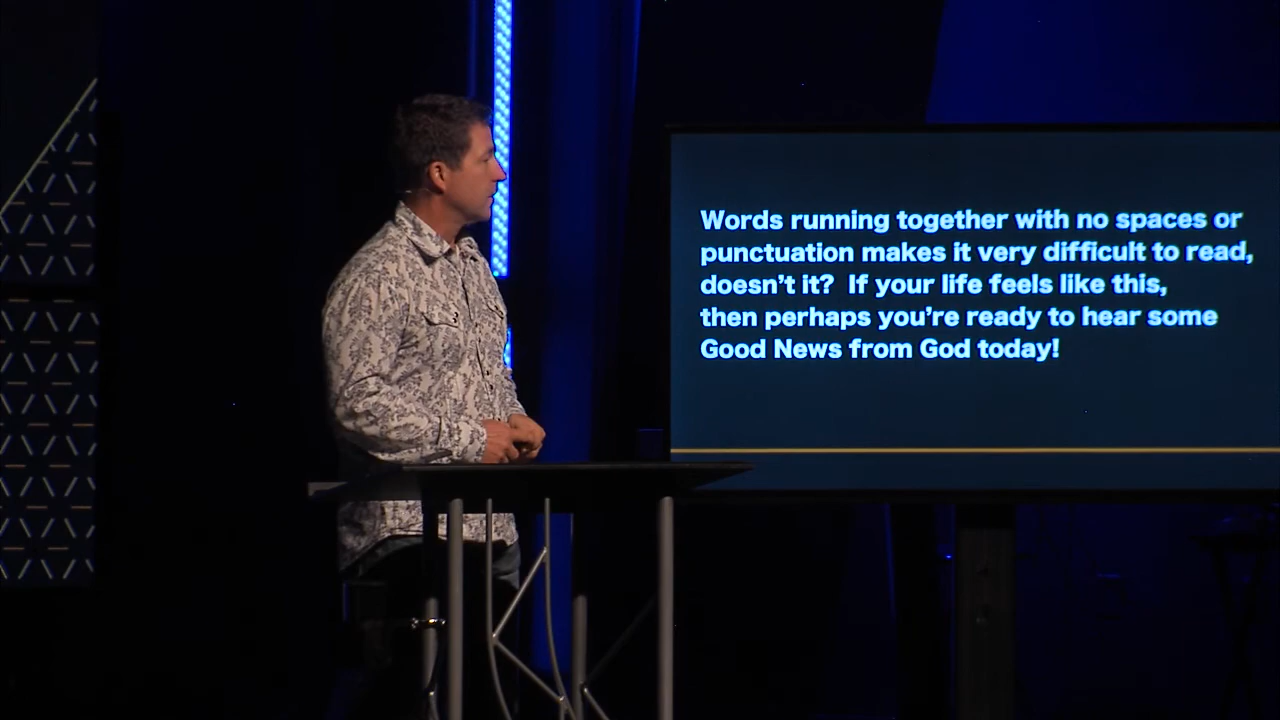 Words running together with no spaces or
punctuation makes it very difficult to read,
doesn't it?  If your life feels like this,
then perhaps you're ready to hear some
Good News from God today!